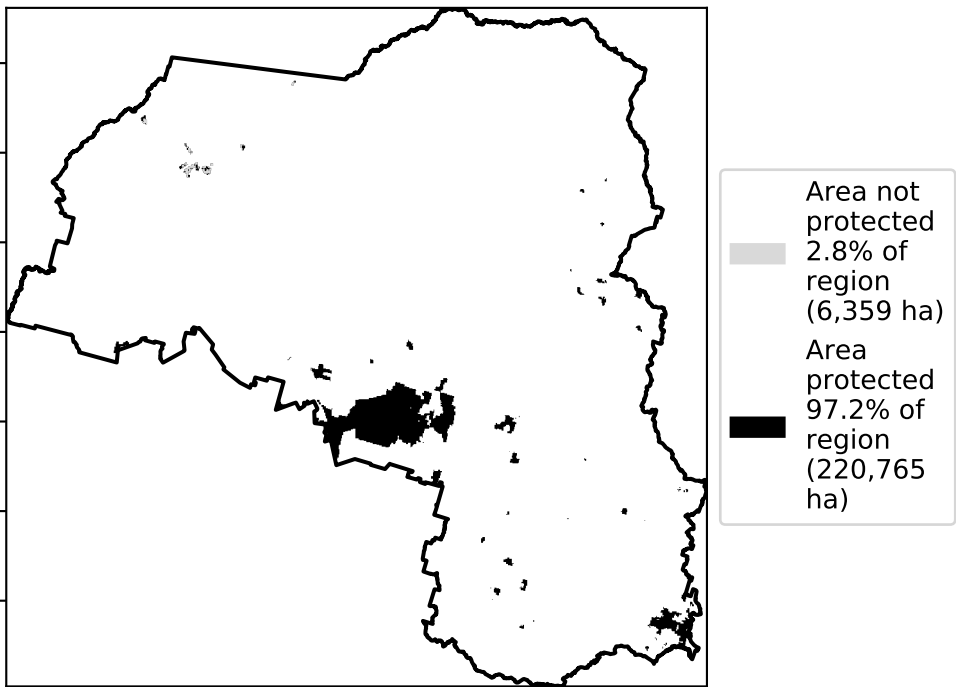 Area not
protected
2.8% of
region
(6,359 ha)
Area
protected
97.2% of
region
(220,765
ha)